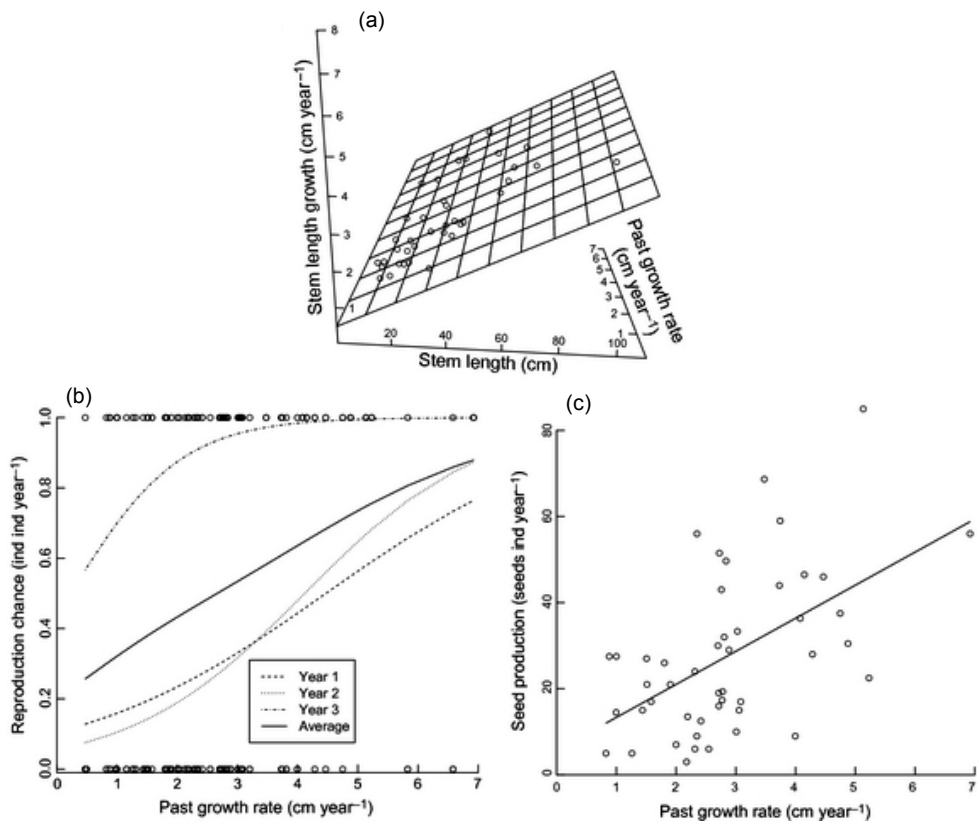 (a)
Stem length growth (cm year⁻¹)
8
7
6
5
4
3
2
1
20
40
60
80
100
Stem length (cm)
7
6
5
4
3
2
1
Past growth rate
(cm year⁻¹)
(b)
Reproduction chance (ind ind year⁻¹)
1.0
0.8
0.6
0.4
0.2
0.0
Year 1
Year 2
Year 3
Average
0 1 2 3 4 5 6 7
Past growth rate (cm year⁻¹)
(c)
Seed production (seeds ind year⁻¹)
80
60
40
20
0
0 1 2 3 4 5 6 7
Past growth rate (cm year⁻¹)